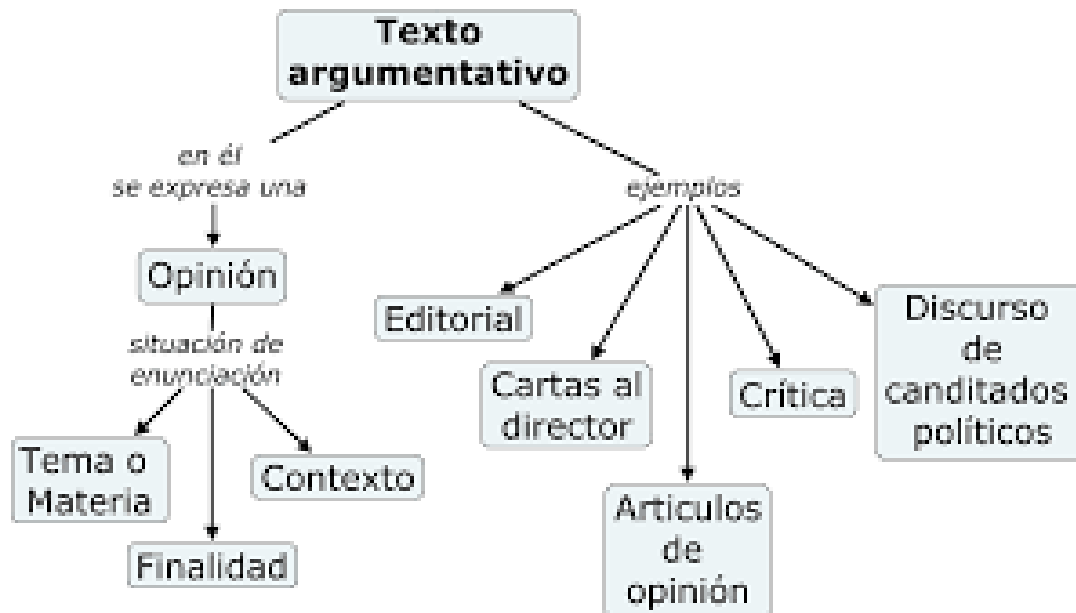 Texto
argumentativo
en él
se expresa una
Opinión
situación de
enunciación
Tema o
Materia
Finalidad
Contexto
ejemplos
Editorial
Cartas al
director
Articulos
de
opinión
Crítica
Discurso
de
canditados
políticos